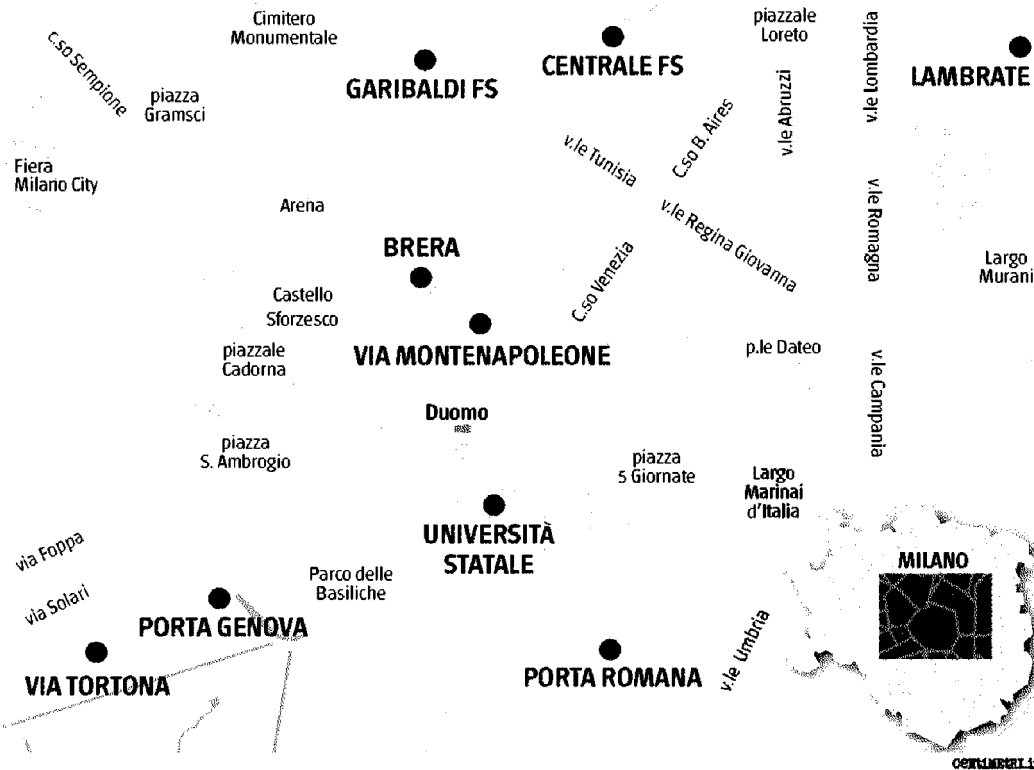 Cimitero
Monumentale
piazzale
Loreto
c.so Sempione
GARIBALDI FS
CENTRALE FS
LAMBRATE
v.le Lombardia
v.le Abruzzi
piazza
Gramsci
C.so B. Aires
v.le Tunisia
Fiera
Milano City
Arena
v.le Regina Giovanna
v.le Romagna
BRERA
Largo
Murani
C.so Venezia
Castello
Sforzesco
VIA MONTENAPOLEONE
piazzale
Cadorna
p.le Dateo
v.le Campania
Duomo
piazza
S. Ambrogio
piazza
5 Giornate
Largo
Marinai
d'Italia
UNIVERSITÀ
STATALE
via Foppa
MILANO
Parco delle
Basiliche
via Solari
PORTA GENOVA
v.le Umbria
VIA TORTONA
PORTA ROMANA